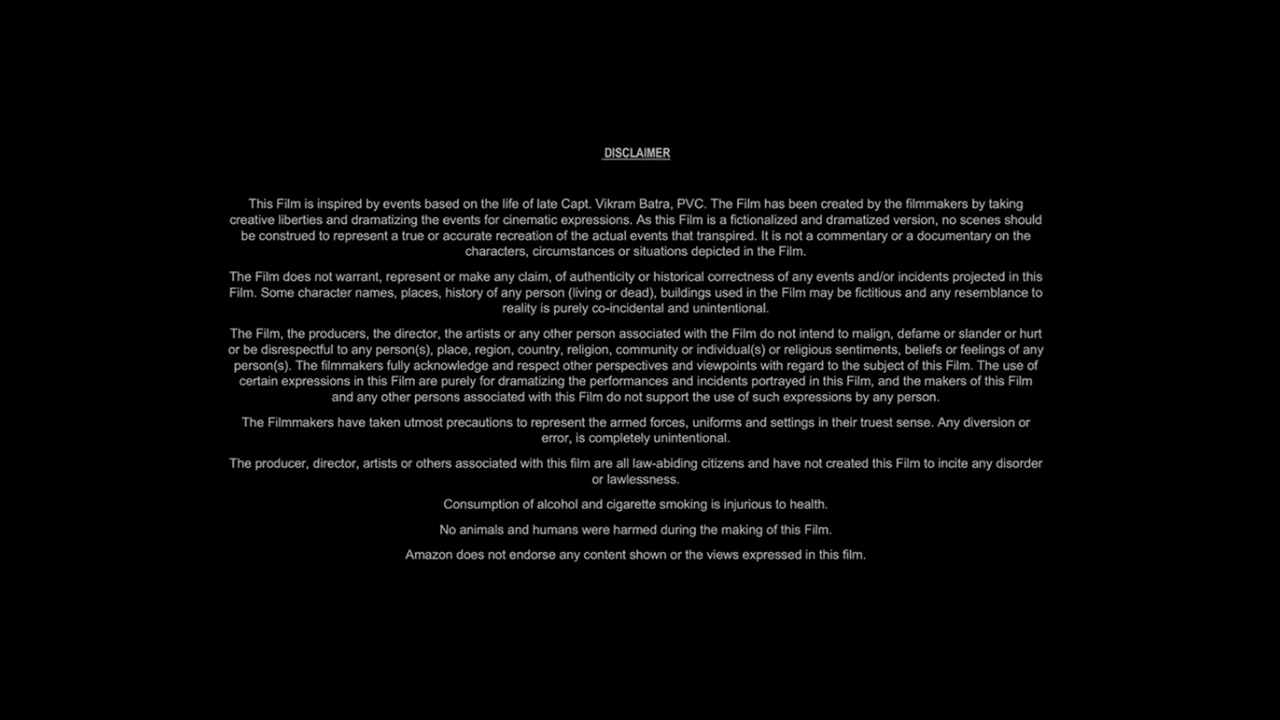 DISCLAIMER
This Film is inspired by events based on the life of late Capt. Vikram Batra, PVC. The Film has been created by the filmmakers by taking
creative liberties and dramatizing the events for cinematic expressions. As this Film is a fictionalized and dramatized version, no scenes should
be construed to represent a true or accurate recreation of the actual events that transpired. It is not a commentary or a documentary on the
characters, circumstances or situations depicted in the Film.
The Film does not warrant, represent or make any claim, of authenticity or historical correctness of any events and/or incidents projected in this
Film. Some character names, places, history of any person (living or dead), buildings used in the Film may be fictitious and any resemblance to
reality is purely co-incidental and unintentional.
The Film, the producers, the director, the artists or any other person associated with the Film do not intend to malign, defame or slander or hurt
or be disrespectful to any person(s), place, region, country, religion, community or individual(s) or religious sentiments, beliefs or feelings of any
person(s). The filmmakers fully acknowledge and respect other perspectives and viewpoints with regard to the subject of this Film. The use of
certain expressions in this Film are purely for dramatizing the performances and incidents portrayed in this Film, and the makers of this Film
and any other persons associated with this Film do not support the use of such expressions by any person.
The Filmmakers have taken utmost precautions to represent the armed forces, uniforms and settings in their truest sense. Any diversion or
error, is completely unintentional.
The producer, director, artists or others associated with this film are all law-abiding citizens and have not created this Film to incite any disorder
or lawlessness.
Consumption of alcohol and cigarette smoking is injurious to health.
No animals and humans were harmed during the making of this Film.
Amazon does not endorse any content shown or the views expressed in this film.